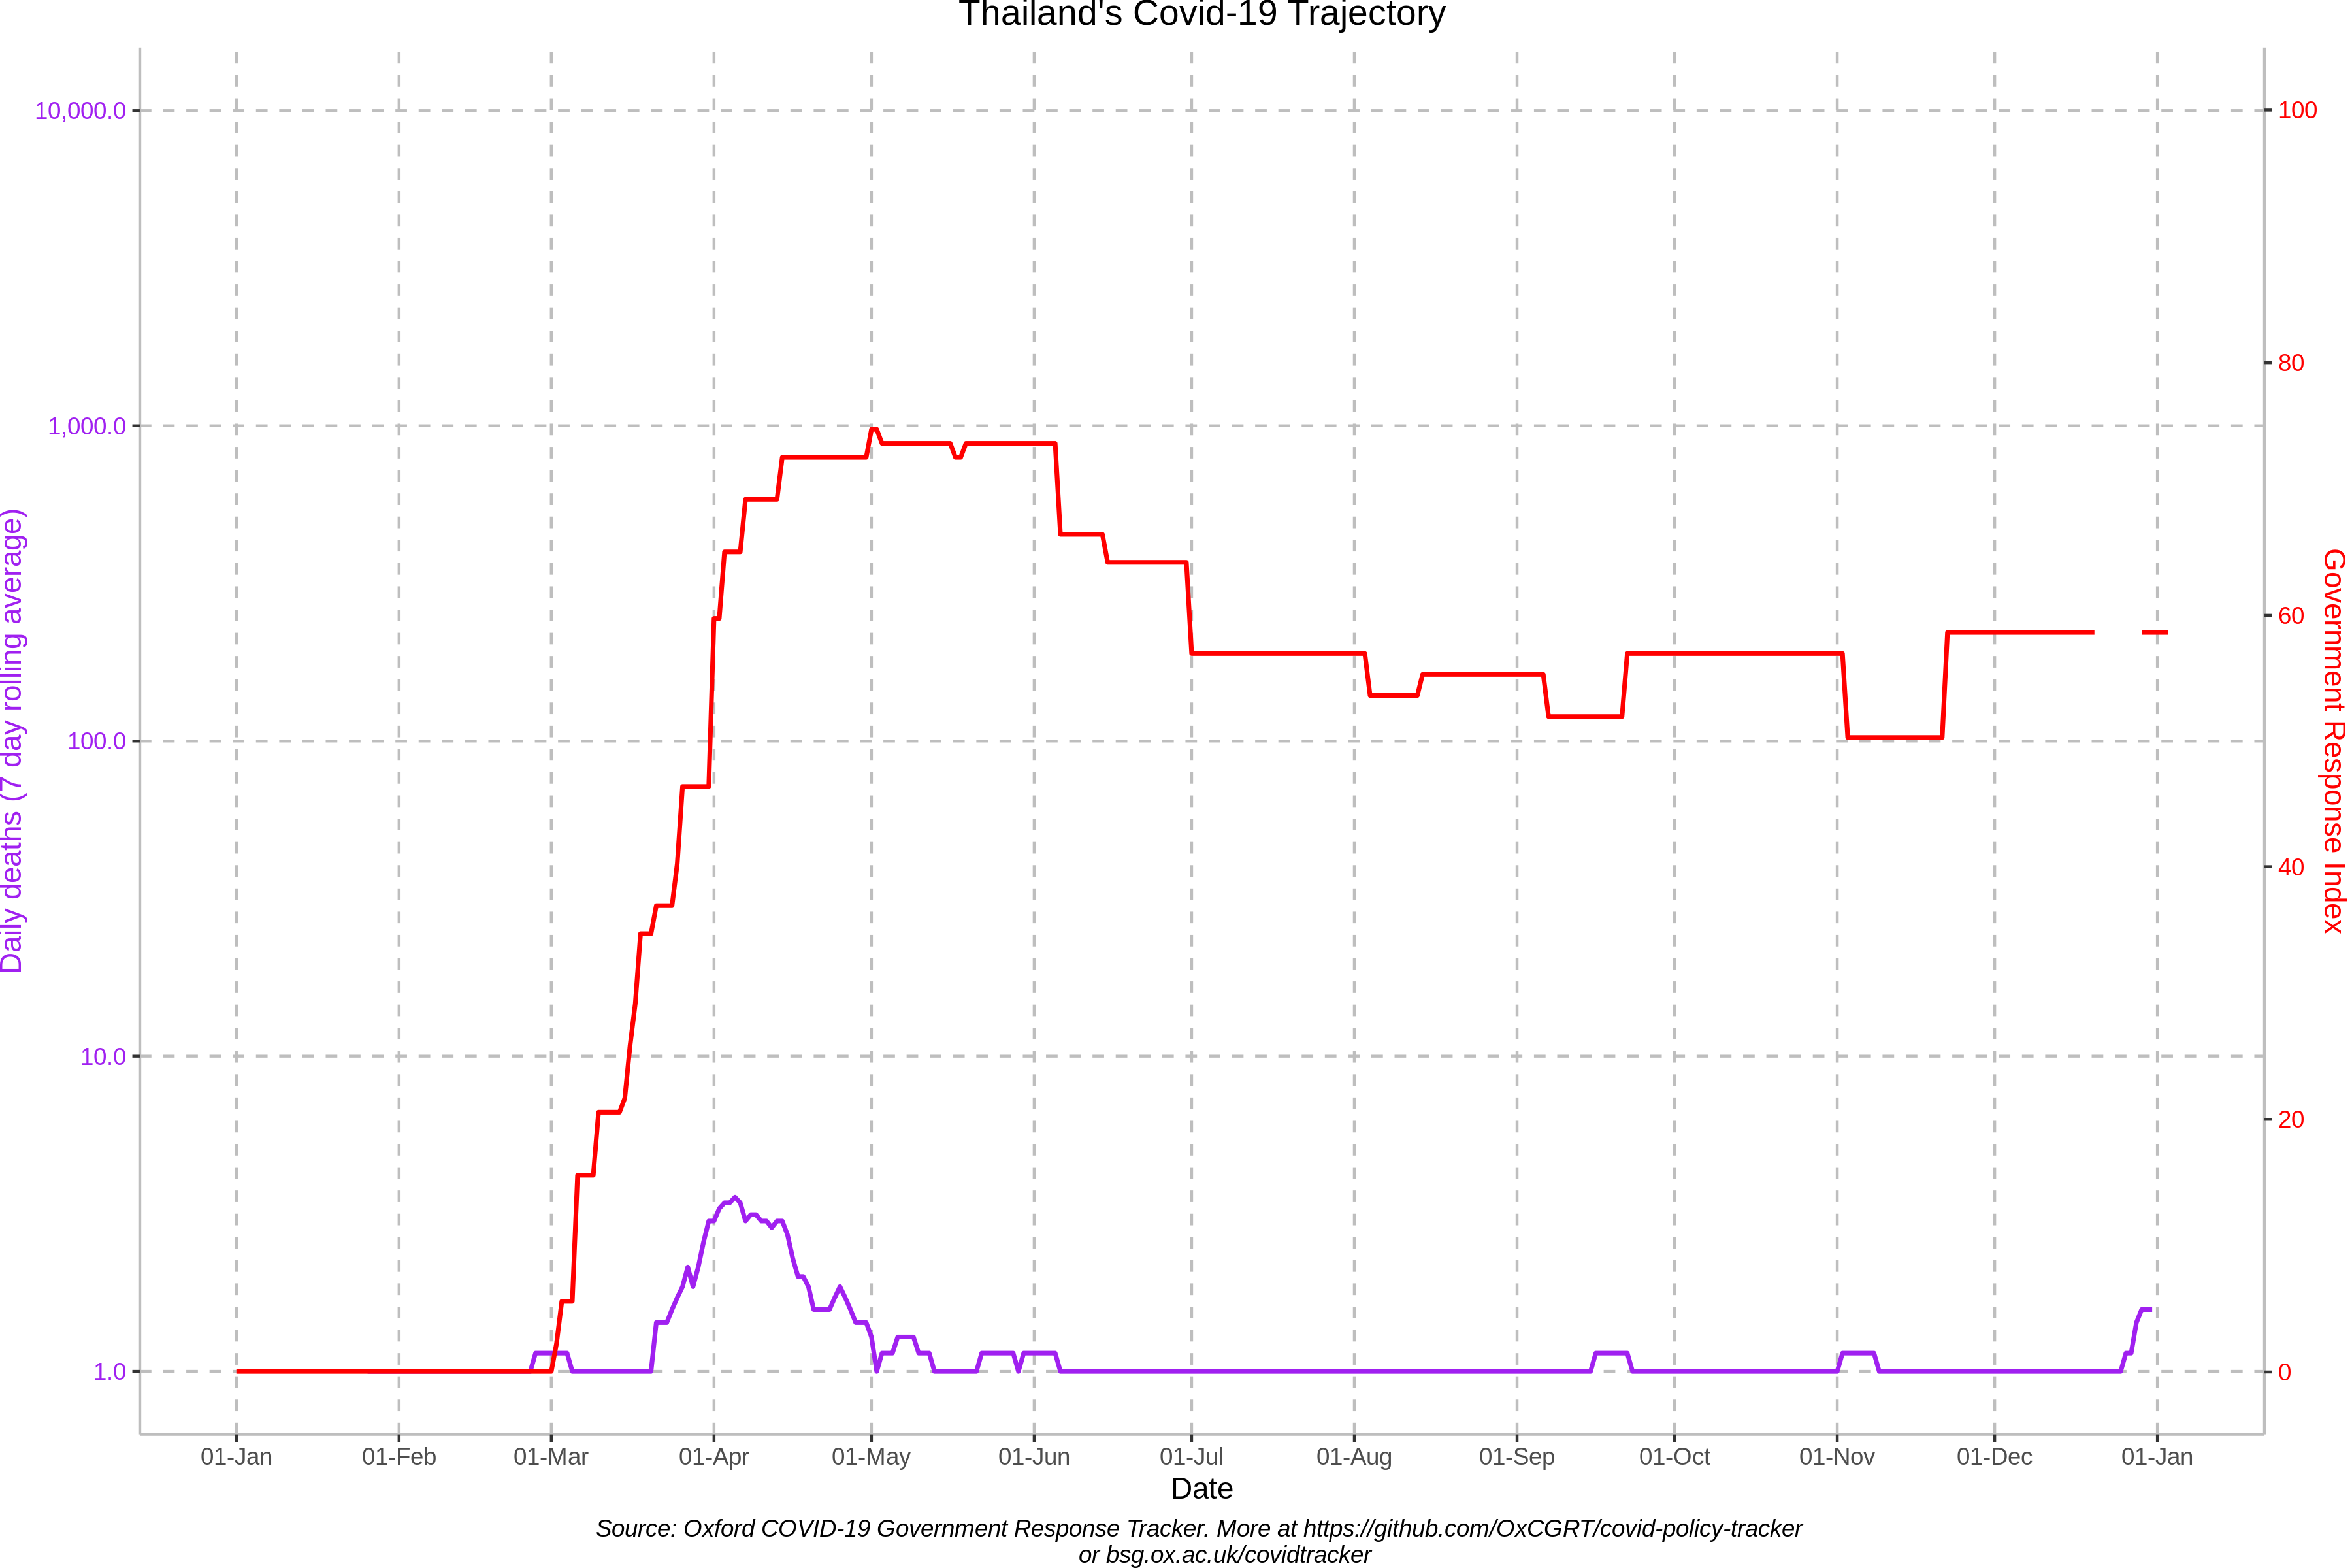 Thailand's Covid-19 Trajectory
10,000.0
1,000.0
100.0
10.0
1.0
Daily deaths (7 day rolling average)
100
80
60
40
20
0
Government Response Index
01-Jan 01-Feb 01-Mar 01-Apr 01-May 01-Jun 01-Jul 01-Aug 01-Sep 01-Oct 01-Nov 01-Dec 01-Jan
Date
Source: Oxford COVID-19 Government Response Tracker. More at https://github.com/OxCGRT/covid-policy-tracker
or bsg.ox.ac.uk/covidtracker